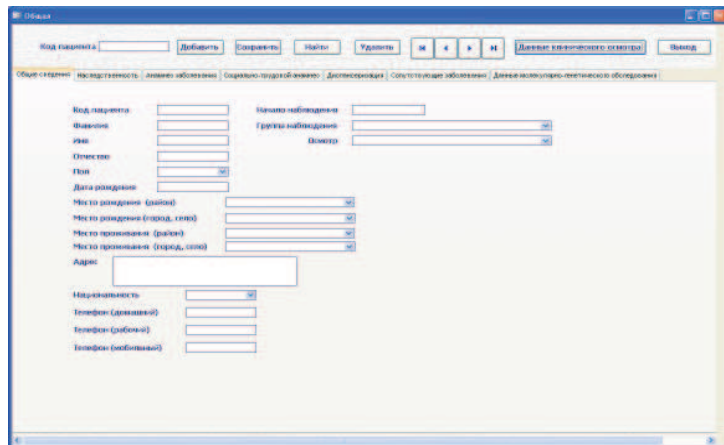 Общая
Код пациента Добавить Сохранить Найти Удалить Данные клинического осмотра Выход
Общие сведения Наследственность Анамнез заболевания Социально-трудовой анамнез Диспансеризация Сопутствующие заболевания Данные молекулярно-генетического обследования
Код пациента Начало наблюдения
Фамилия Группа наблюдения
Имя Осмотр
Отчество
Пол
Дата рождения
Место рождения (район)
Место рождения (город, село)
Место проживания (район)
Место проживания (город, село)
Адрес
Национальность
Телефон (домашний)
Телефон (рабочий)
Телефон (мобильный)